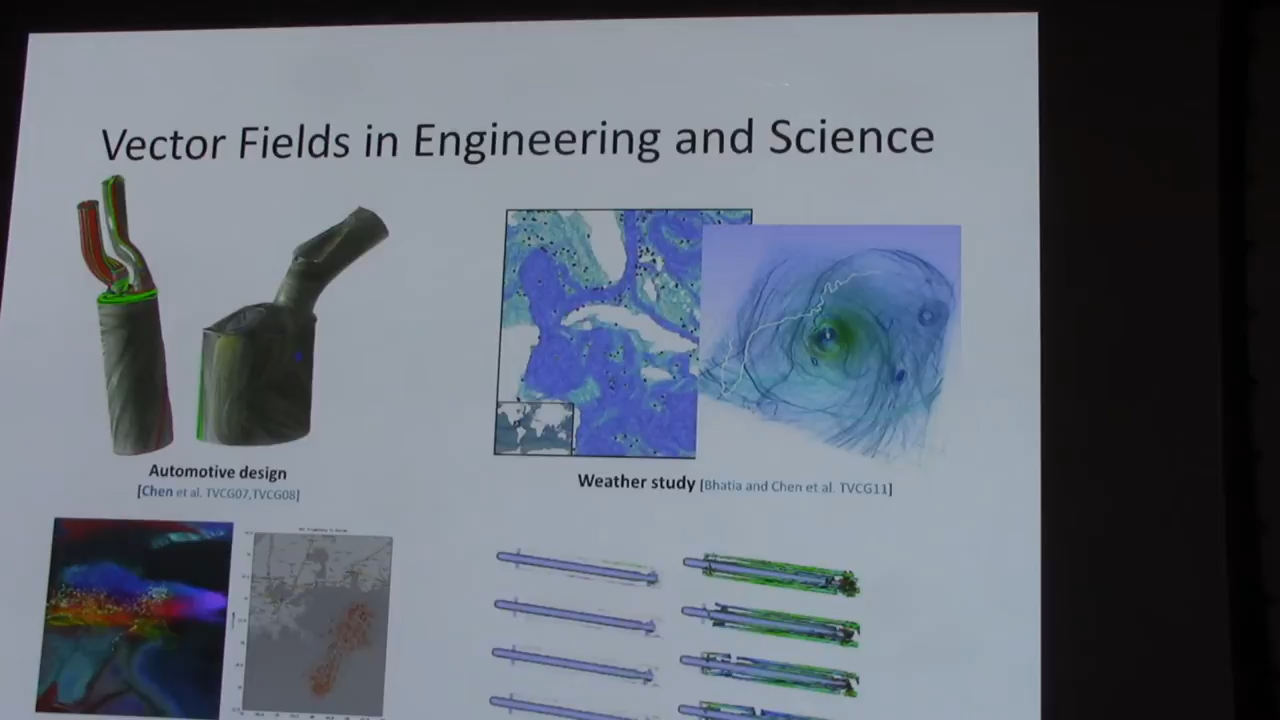 Vector Fields in Engineering and Science
Automotive design
[Chen et al. TVCG07,TVCG08]
Weather study [Bhatia and Chen et al. TVCG11]